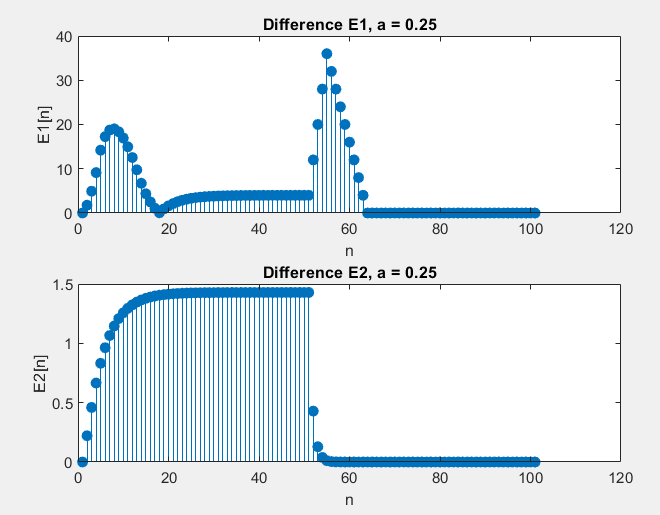 Difference E1, a = 0.25
40
30
20
10
0
E1[n]
0 20 40 60 80 100 120
n
Difference E2, a = 0.25
1.5
1
0.5
0
E2[n]
0 20 40 60 80 100 120
n